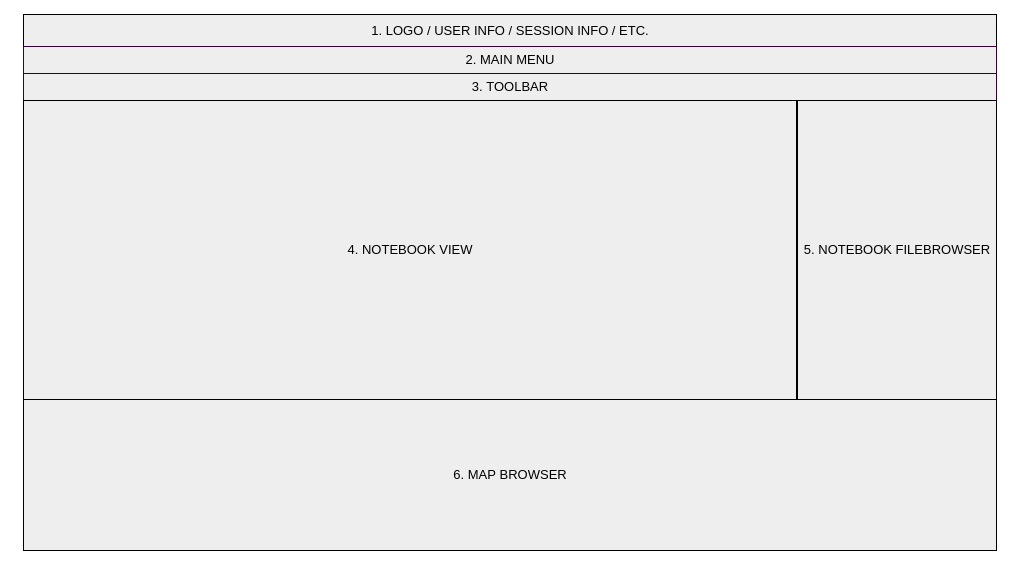 1. LOGO / USER INFO / SESSION INFO / ETC.
2. MAIN MENU
3. TOOLBAR
4. NOTEBOOK VIEW
5. NOTEBOOK FILEBROWSER
6. MAP BROWSER